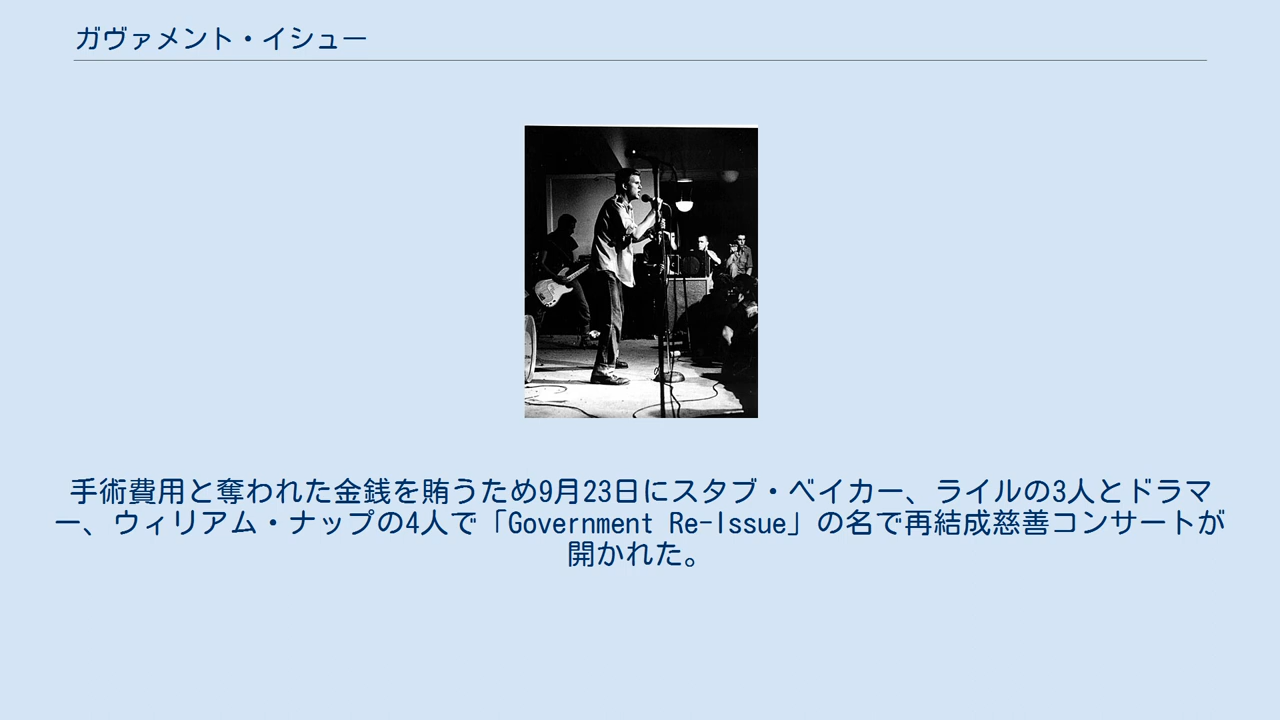 ガヴァメント・イシュー
手術費用と奪われた金銭を賄うため9月23日にスタブ・ベイカー、ライルの3人とドラマ
ー、ウィリアム・ナップの4人で「Government Re-Issue」の名で再結成慈善コンサートが
開かれた。